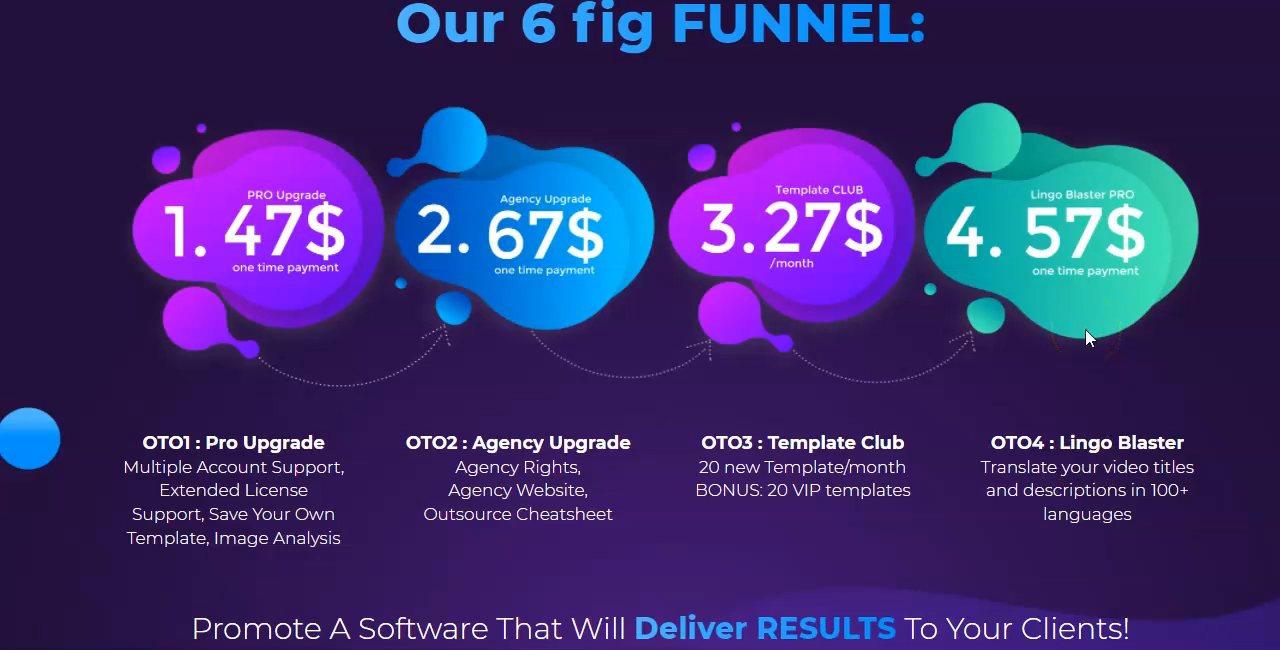 Our 6 fig FUNNEL:
PRO Upgrade
1. 47$
one time payment
Agency Upgrade
2. 67$
one time payment
Template CLUB
3. 27$
/month
Lingo Blaster PRO
4. 57$
one time payment
OTO1 : Pro Upgrade
Multiple Account Support,
Extended License
Support, Save Your Own
Template, Image Analysis
OTO2 : Agency Upgrade
Agency Rights,
Agency Website,
Outsource Cheatsheet
OTO3 : Template Club
20 new Template/month
BONUS: 20 VIP templates
OTO4 : Lingo Blaster
Translate your video titles
and descriptions in 100+
languages
Promote A Software That Will Deliver RESULTS To Your Clients!